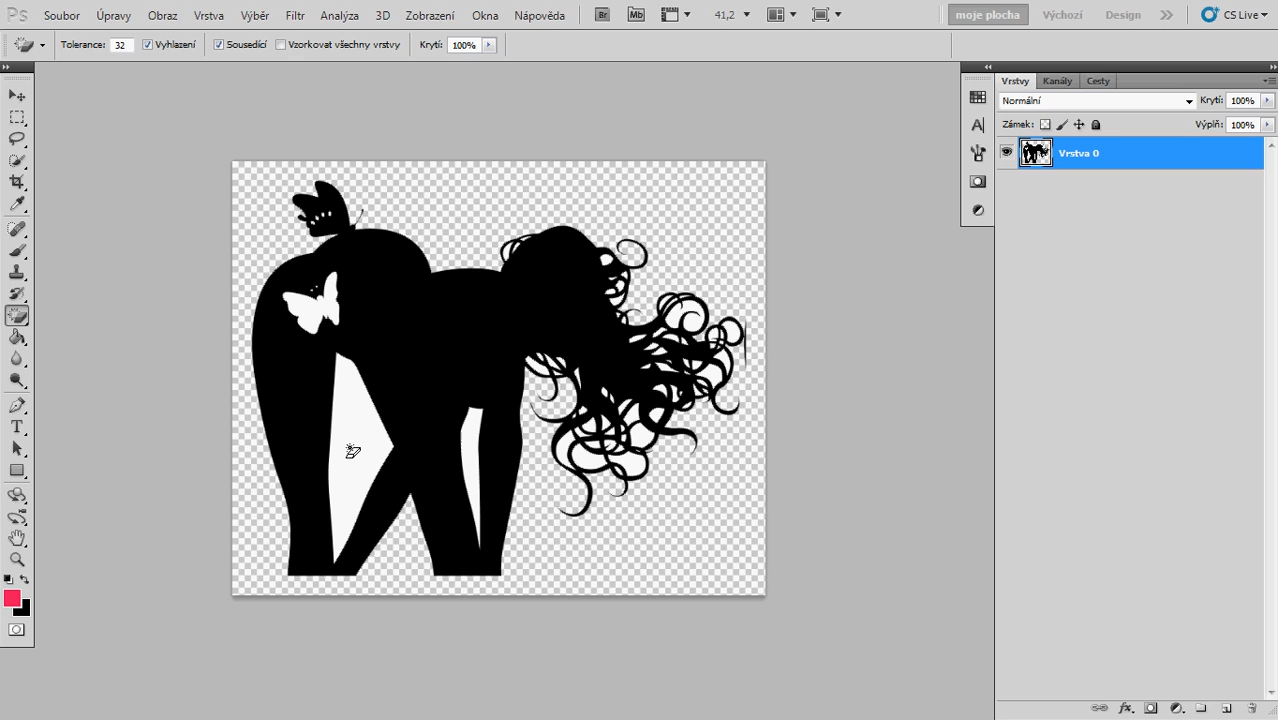 Ps Soubor Úpravy Obraz Vrstva Výběr Filtr Analýza 3D Zobrazení Okna Nápověda Br Mb 41,2 moje plocha Výchozí Design CS Live
Tolerance: 32 Vyhlazení Sousedící Vzorkovat všechny vrstvy Krytí: 100%
Vrstvy Kanály Cesty
Normální Krytí: 100%
Zámek: Výplň: 100%
Vrstva 0